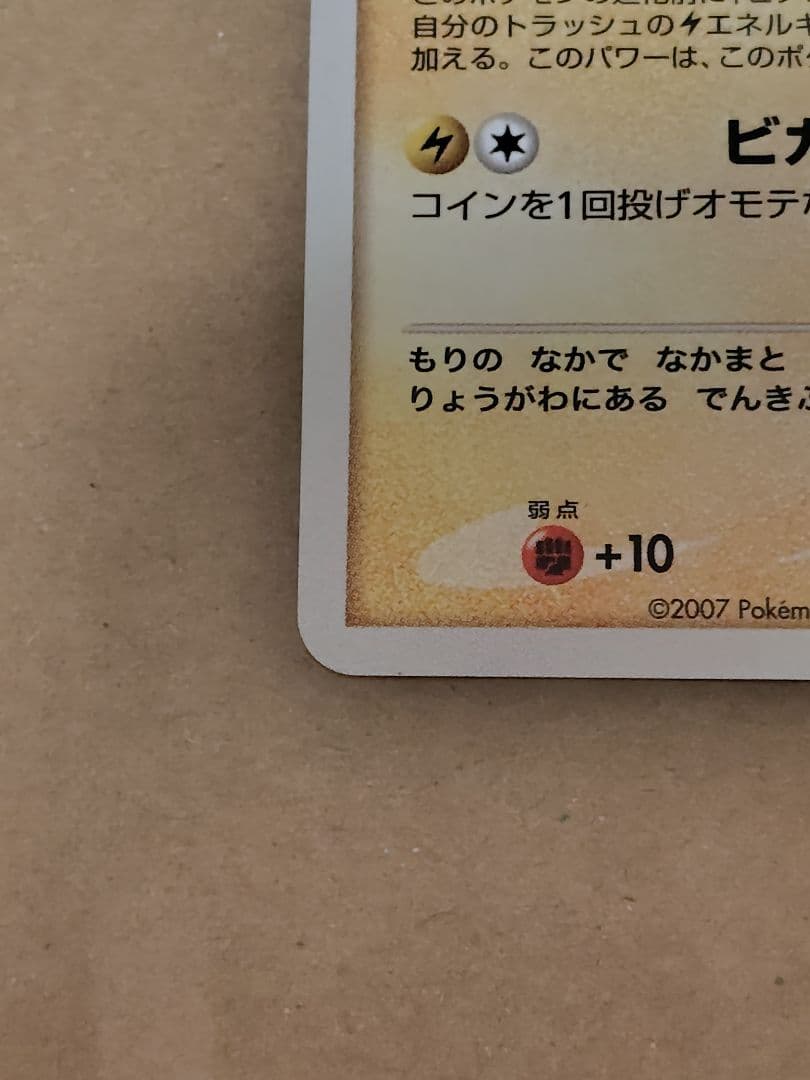 自分のトラッシュのエネルギ
加える。このパワーは、このポケ
ビカ
コインを1回投げオモテな
もりの なかで なかまと
りょうがわにある でんきぶ
弱点
+10
©2007 Pokém